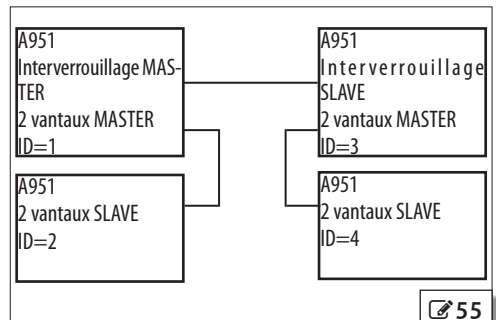 A951
Interverrouillage MAS-
TER
2 vantaux MASTER
ID=1
A951
2 vantaux SLAVE
ID=2
A951
Interverrouillage
SLAVE
2 vantaux MASTER
ID=3
A951
2 vantaux SLAVE
ID=4
55